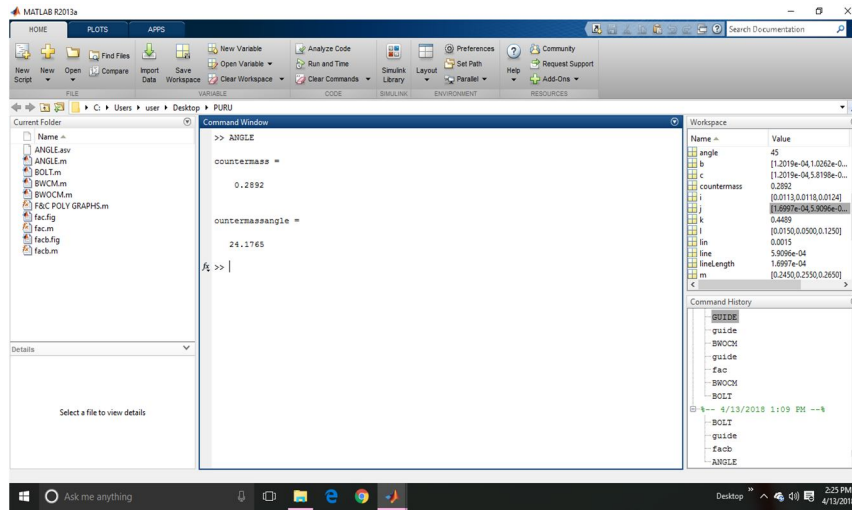 MATLAB R2013a
HOME PLOTS APPS
Search Documentation
New Script
New
Open
Find Files
Compare
Import Data
Save Workspace
New Variable
Open Variable
Clear Workspace
Analyze Code
Run and Time
Clear Commands
Simulink Library
Layout
Preferences
Set Path
Parallel
Help
Community
Request Support
Add-Ons
FILE VARIABLE CODE SIMULINK ENVIRONMENT RESOURCES
C: Users user Desktop PURU
Current Folder
Name
ANGLE.asv
ANGLE.m
BOLT.m
BWCM.m
BWOCM.m
F&C POLY GRAPHS.m
fac.fig
fac.m
facb.fig
facb.m
Details
Select a file to view details
Command Window
>> ANGLE
countermass =
0.2892
ountermassangle =
24.1765
fx >>
Workspace
Name Value
angle 45
b [1.2019e-04,1.0262e-0...
c [1.2019e-04,5.8198e-0...
countermass 0.2892
i [0.0113,0.0118,0.0124]
j [1.6997e-04,5.9096e-0...
k 0.4489
l [0.0150,0.0500,0.1250]
lin 0.0015
line 5.9096e-04
lineLength 1.6997e-04
m [0.2450,0.2550,0.2650]
Command History
GUIDE
guide
BWOCM
guide
fac
BWOCM
BOLT
%-- 4/13/2018 1:09 PM --%
BOLT
guide
facb
ANGLE
Ask me anything
Desktop
2:25 PM
4/13/201